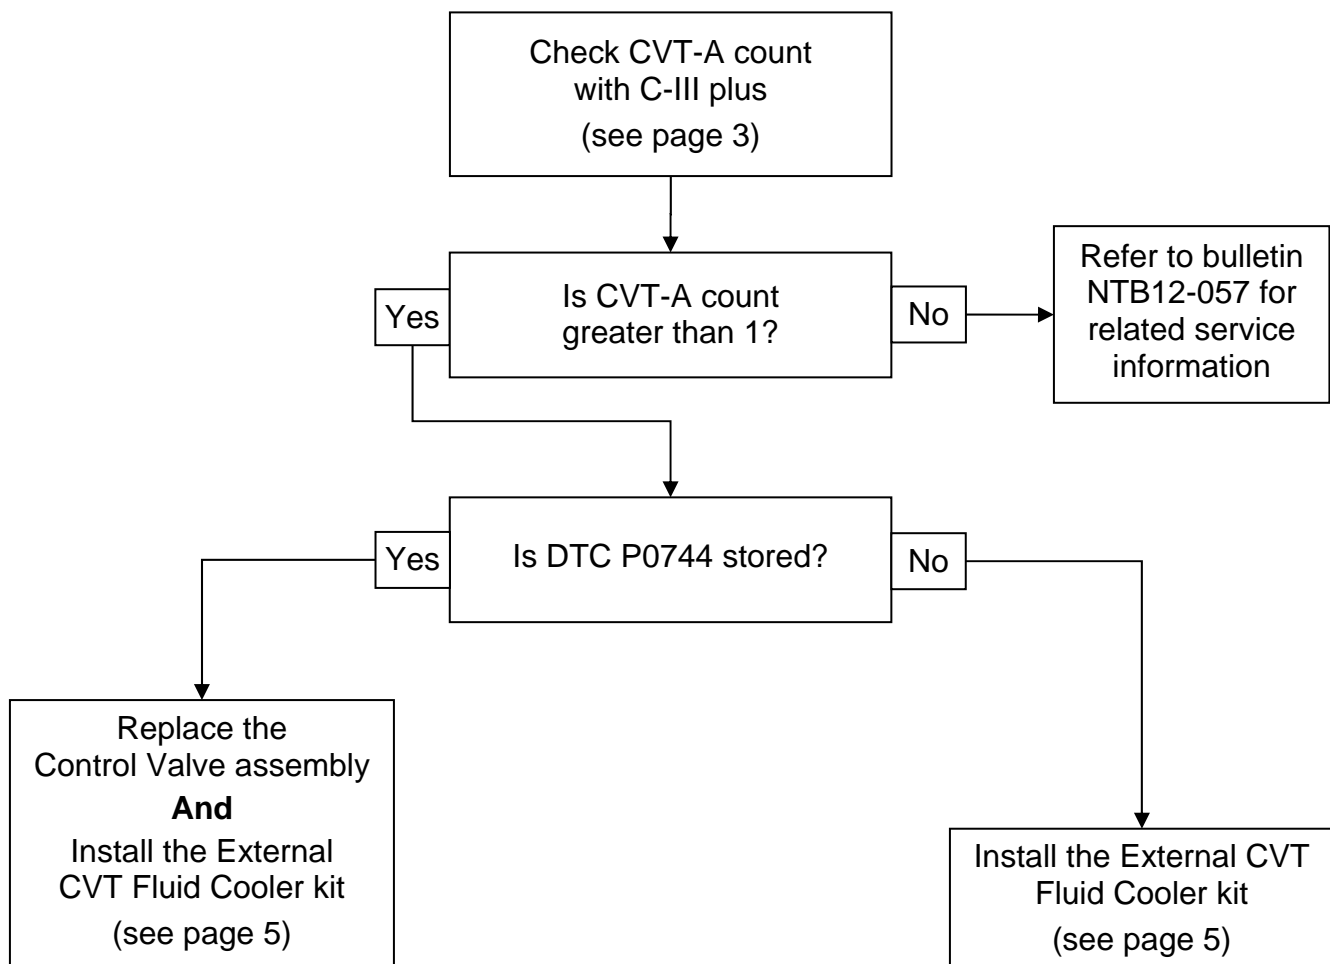 Check CVT-A count
with C-III plus
(see page 3)
Yes
Is CVT-A count
greater than 1?
No
Refer to bulletin
NTB12-057 for
related service
information
Yes
Is DTC P0744 stored?
No
Replace the
Control Valve assembly
And
Install the External
CVT Fluid Cooler kit
(see page 5)
Install the External CVT
Fluid Cooler kit
(see page 5)